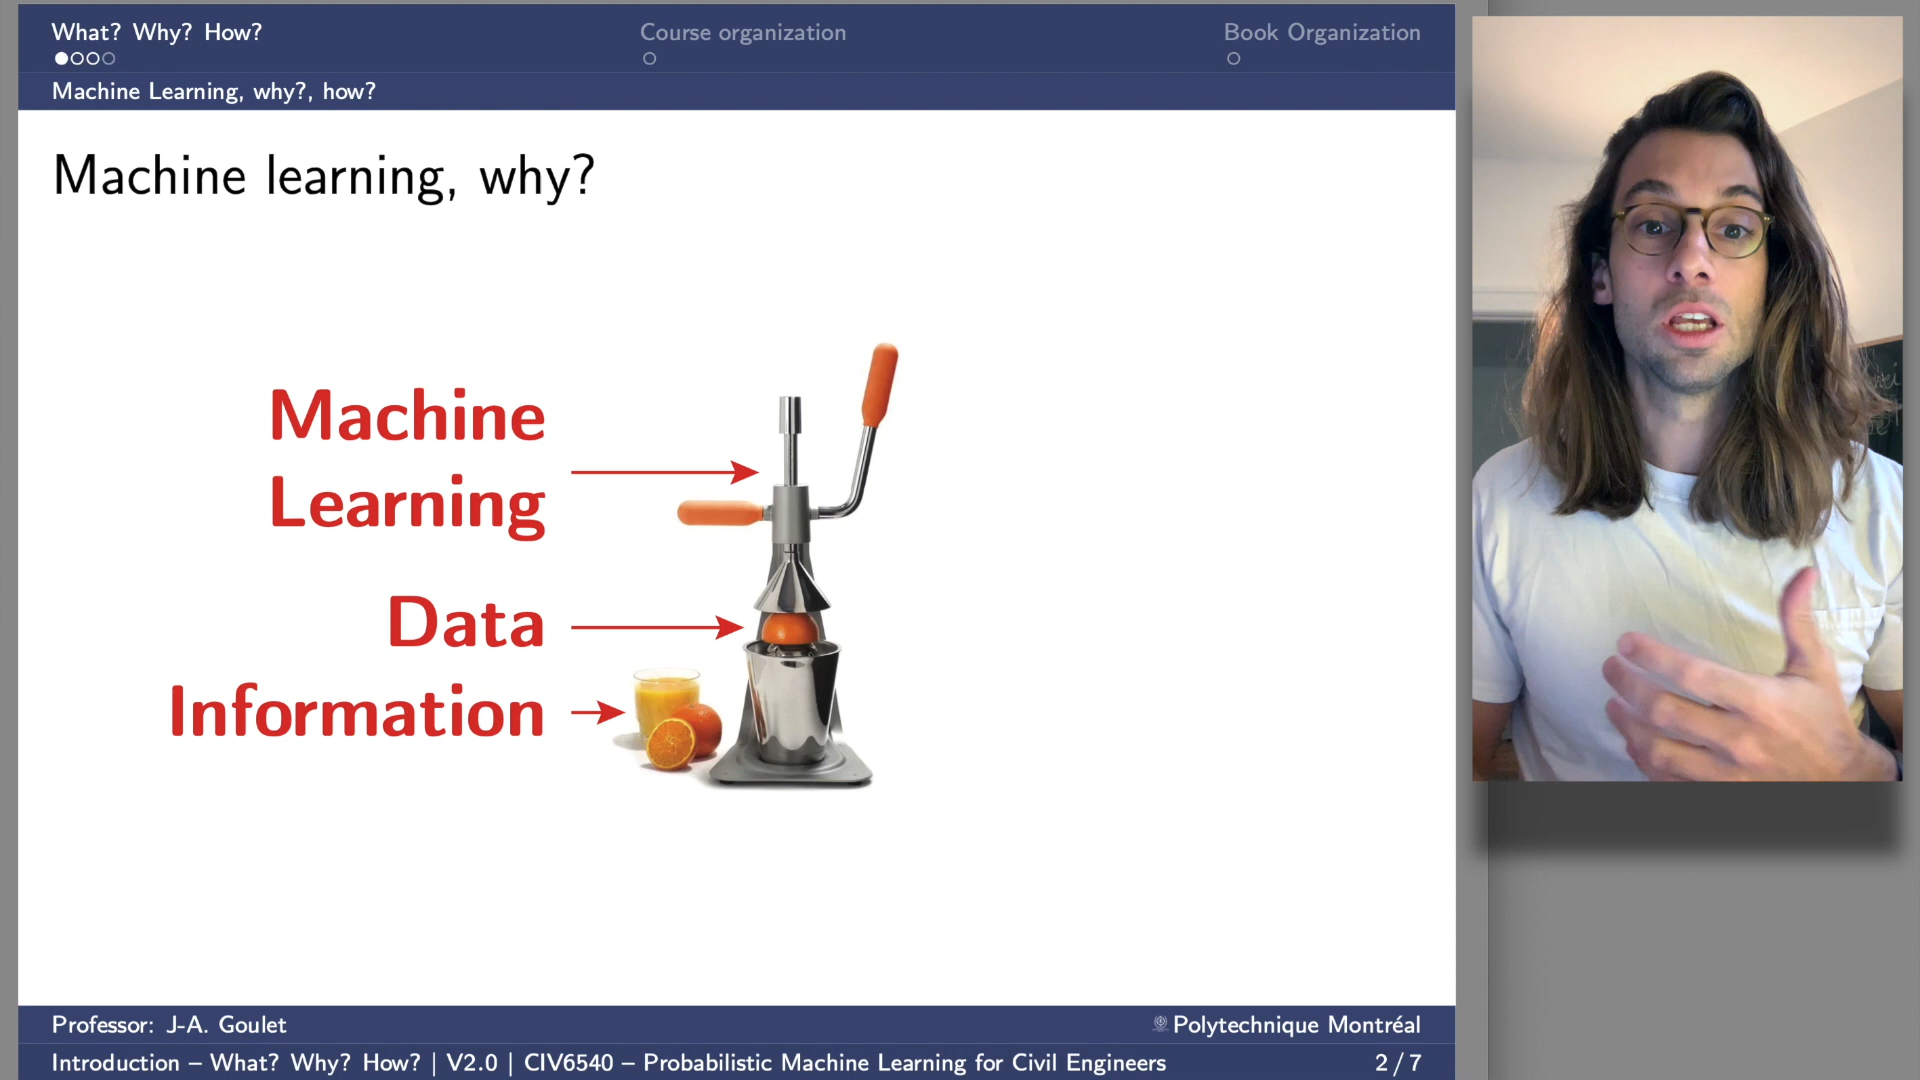 What? Why? How?
Course organization
Book Organization
Machine Learning, why?, how?
Machine learning, why?
Machine
Learning
Data
Information
Professor: J-A. Goulet
Polytechnique Montréal
Introduction – What? Why? How? | V2.0 | CIV6540 – Probabilistic Machine Learning for Civil Engineers
2 / 7